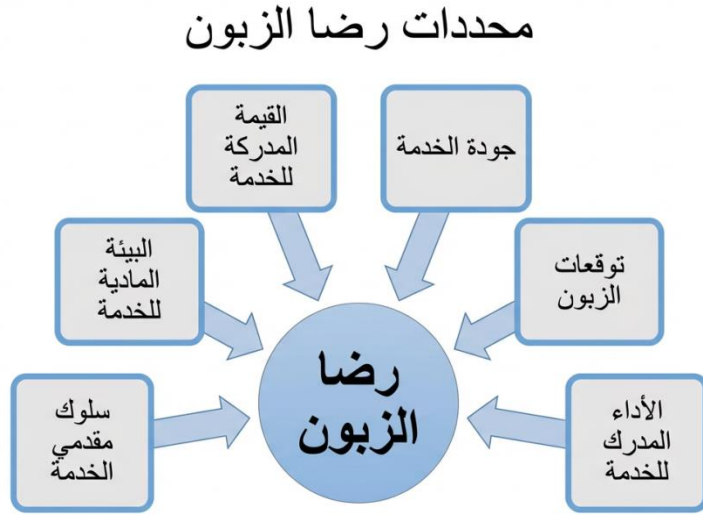 محددات رضا الزبون
جودة الخدمة
القيمة
المدركة
للخدمة
توقعات
الزبون
البيئة
المادية
للخدمة
الأداء
المدرك
للخدمة
سلوك
مقدمي
الخدمة
رضا
الزبون